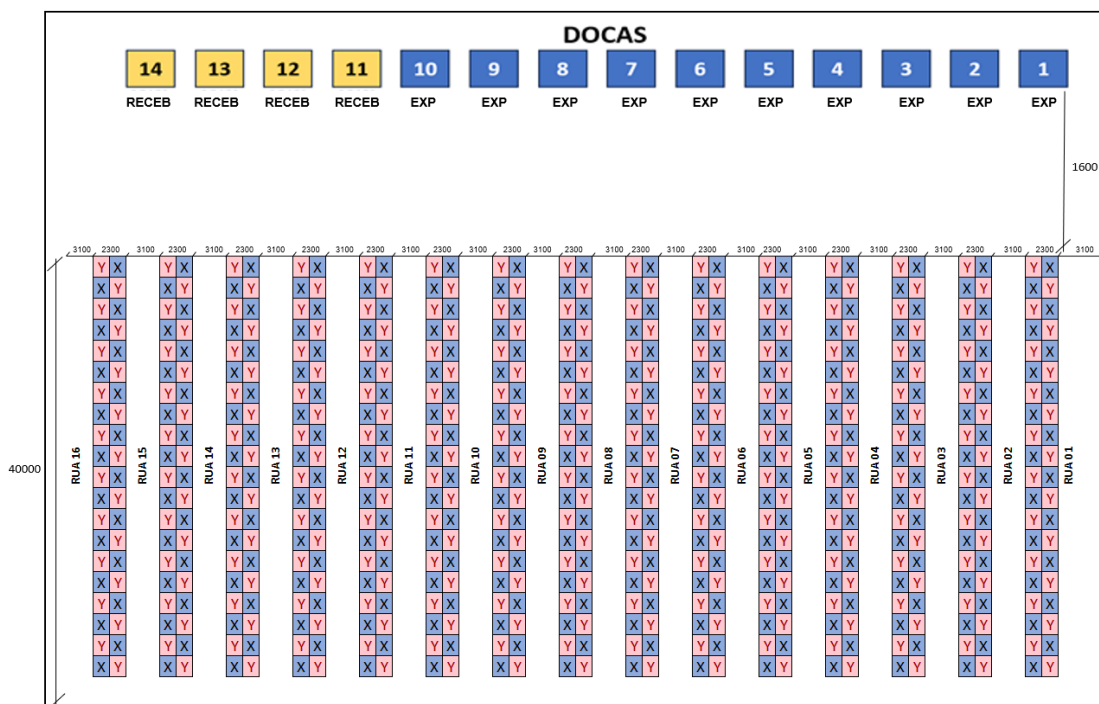 DOCAS
14 13 12 11 10 9 8 7 6 5 4 3 2 1
RECEB RECEB RECEB RECEB EXP EXP EXP EXP EXP EXP EXP EXP EXP EXP
1600
3100 2300 3100 2300 3100 2300 3100 2300 3100 2300 3100 2300 3100 2300 3100 2300 3100 2300 3100 2300 3100 2300 3100 2300 3100 2300 3100 2300 3100 2300 3100
Y X Y X Y X Y X Y X Y X Y X Y X Y X Y X Y X Y X Y X Y X Y X
X Y X Y X Y X Y X Y X Y X Y X Y X Y X Y X Y X Y X Y X Y X Y
Y X Y X Y X Y X Y X Y X Y X Y X Y X Y X Y X Y X Y X Y X Y X
X Y X Y X Y X Y X Y X Y X Y X Y X Y X Y X Y X Y X Y X Y X Y
Y X Y X Y X Y X Y X Y X Y X Y X Y X Y X Y X Y X Y X Y X Y X
X Y X Y X Y X Y X Y X Y X Y X Y X Y X Y X Y X Y X Y X Y X Y
Y X Y X Y X Y X Y X Y X Y X Y X Y X Y X Y X Y X Y X Y X Y X
X Y X Y X Y X Y X Y X Y X Y X Y X Y X Y X Y X Y X Y X Y X Y
Y X Y X Y X Y X Y X Y X Y X Y X Y X Y X Y X Y X Y X Y X Y X
X Y X Y X Y X Y X Y X Y X Y X Y X Y X Y X Y X Y X Y X Y X Y
40000
RUA 16 RUA 15 RUA 14 RUA 13 RUA 12 RUA 11 RUA 10 RUA 09 RUA 08 RUA 07 RUA 06 RUA 05 RUA 04 RUA 03 RUA 02 RUA 01
Y X Y X Y X Y X Y X Y X Y X Y X Y X Y X Y X Y X Y X Y X Y X
X Y X Y X Y X Y X Y X Y X Y X Y X Y X Y X Y X Y X Y X Y X Y
Y X Y X Y X Y X Y X Y X Y X Y X Y X Y X Y X Y X Y X Y X Y X
X Y X Y X Y X Y X Y X Y X Y X Y X Y X Y X Y X Y X Y X Y X Y
Y X Y X Y X Y X Y X Y X Y X Y X Y X Y X Y X Y X Y X Y X Y X
X Y X Y X Y X Y X Y X Y X Y X Y X Y X Y X Y X Y X Y X Y X Y
Y X Y X Y X Y X Y X Y X Y X Y X Y X Y X Y X Y X Y X Y X Y X
X Y X Y X Y X Y X Y X Y X Y X Y X Y X Y X Y X Y X Y X Y X Y
Y X Y X Y X Y X Y X Y X Y X Y X Y X Y X Y X Y X Y X Y X Y X
X Y X Y X Y X Y X Y X Y X Y X Y X Y X Y X Y X Y X Y X Y X Y